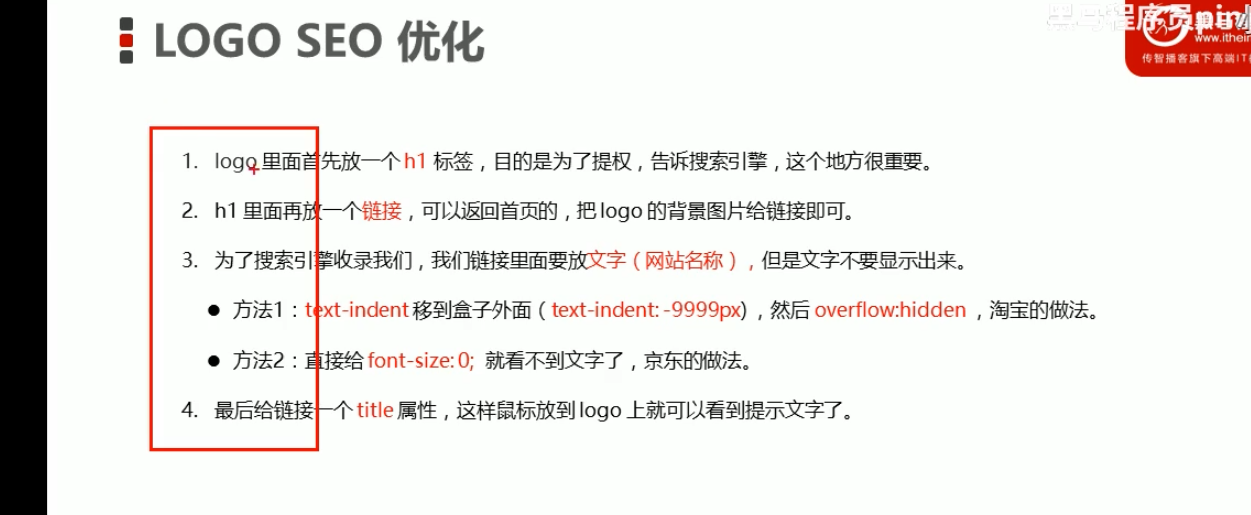 LOGO SEO 优化
黑马程序员pin
www.ithein
传智播客旗下高端IT
1. logo 里面首先放一个 h1 标签，目的是为了提权，告诉搜索引擎，这个地方很重要。
2. h1 里面再放一个链接，可以返回首页的，把 logo 的背景图片给链接即可。
3. 为了搜索引擎收录我们，我们链接里面要放文字（网站名称），但是文字不要显示出来。
● 方法1：text-indent 移到盒子外面（text-indent: -9999px)，然后 overflow:hidden ，淘宝的做法。
● 方法2：直接给 font-size: 0; 就看不到文字了，京东的做法。
4. 最后给链接一个 title 属性，这样鼠标放到 logo 上就可以看到提示文字了。